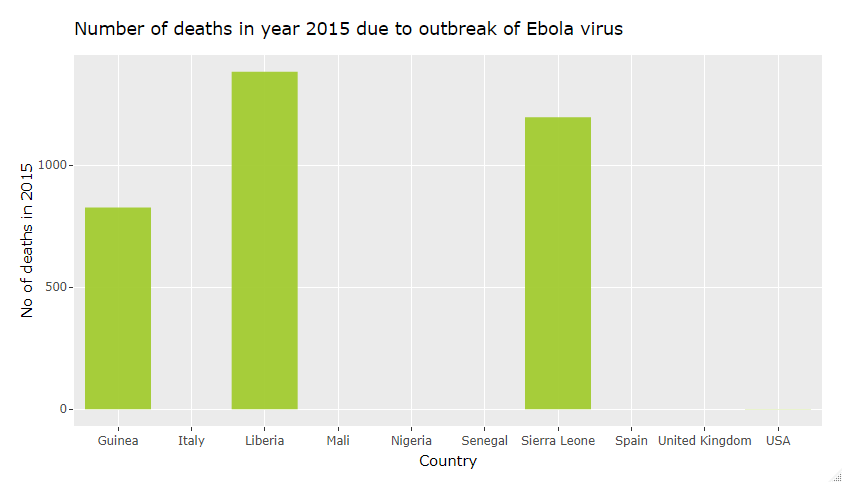 Number of deaths in year 2015 due to outbreak of Ebola virus
No of deaths in 2015
1000
500
0
Guinea Italy Liberia Mali Nigeria Senegal Sierra Leone Spain United Kingdom USA
Country